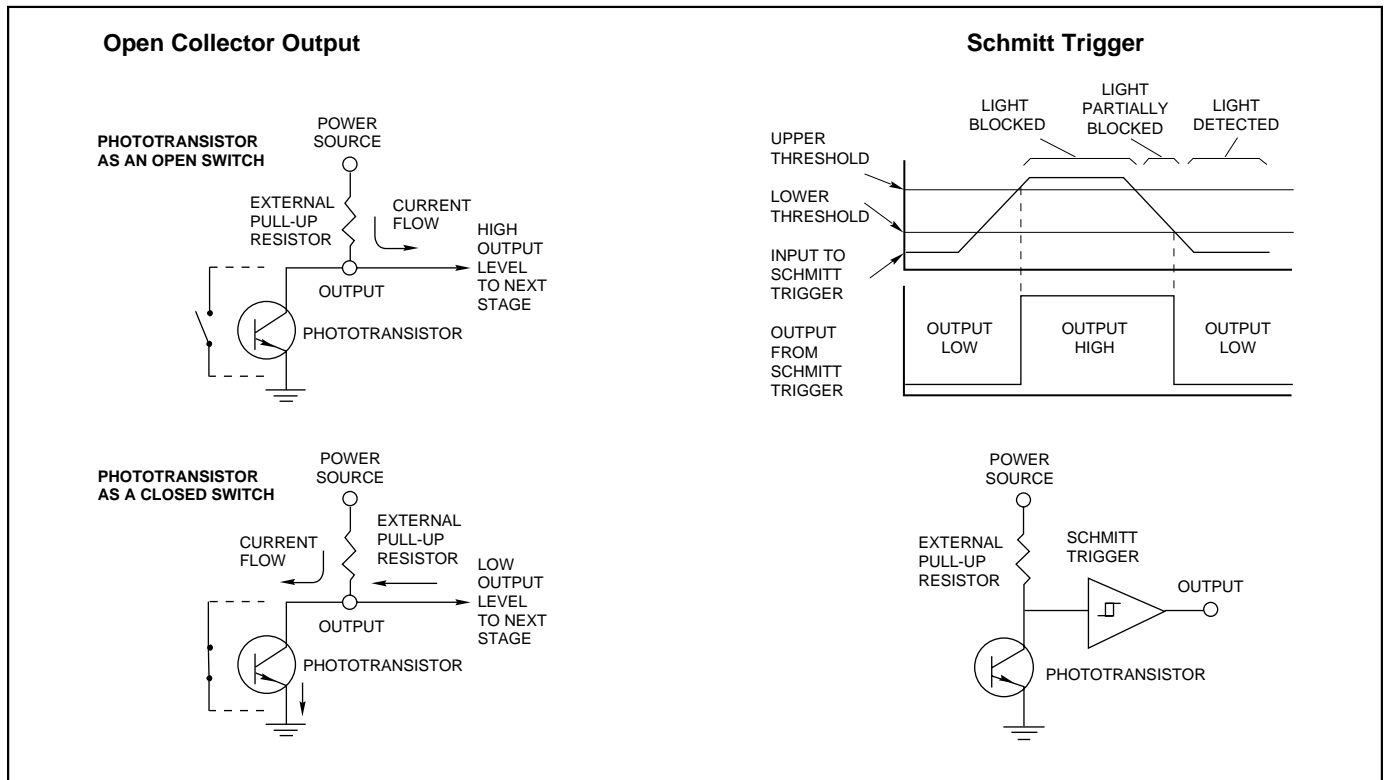 Open Collector Output
PHOTOTRANSISTOR
AS AN OPEN SWITCH
POWER
SOURCE
EXTERNAL
PULL-UP
RESISTOR
CURRENT
FLOW
HIGH
OUTPUT
LEVEL
TO NEXT
STAGE
OUTPUT
PHOTOTRANSISTOR
PHOTOTRANSISTOR
AS A CLOSED SWITCH
POWER
SOURCE
CURRENT
FLOW
EXTERNAL
PULL-UP
RESISTOR
LOW
OUTPUT
LEVEL
TO NEXT
STAGE
OUTPUT
PHOTOTRANSISTOR
Schmitt Trigger
LIGHT
BLOCKED
LIGHT
PARTIALLY
BLOCKED
LIGHT
DETECTED
UPPER
THRESHOLD
LOWER
THRESHOLD
INPUT TO
SCHMITT
TRIGGER
OUTPUT
FROM
SCHMITT
TRIGGER
OUTPUT
LOW
OUTPUT
HIGH
OUTPUT
LOW
POWER
SOURCE
EXTERNAL
PULL-UP
RESISTOR
SCHMITT
TRIGGER
OUTPUT
PHOTOTRANSISTOR